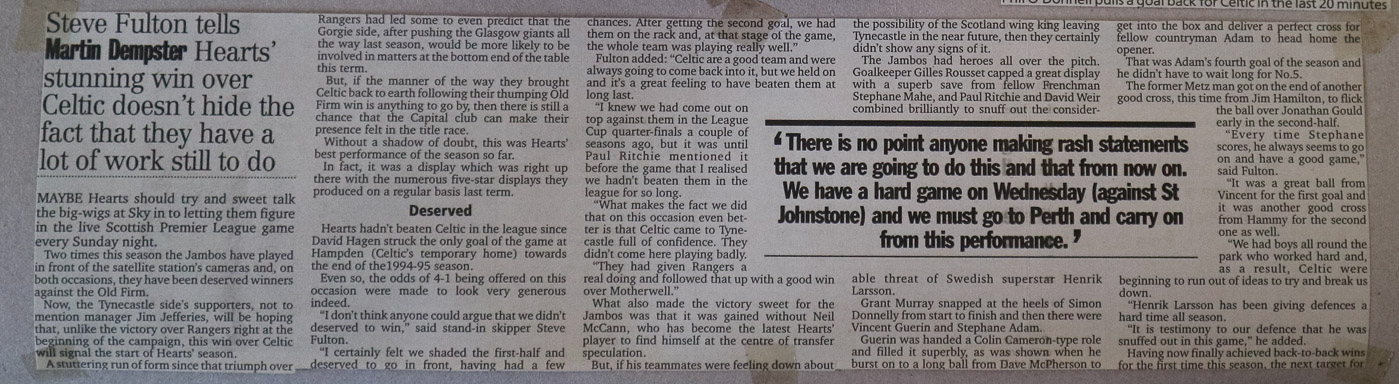 Phil O'Donnell pulls a goal back for Celtic in the last 20 minutes
Steve Fulton tells
Martin Dempster Hearts'
stunning win over
Celtic doesn't hide the
fact that they have a
lot of work still to do
MAYBE Hearts should try and sweet talk
the big-wigs at Sky in to letting them figure
in the live Scottish Premier League game
every Sunday night.
Two times this season the Jambos have played
in front of the satellite station's cameras and, on
both occasions, they have been deserved winners
against the Old Firm.
Now, the Tynecastle side's supporters, not to
mention manager Jim Jefferies, will be hoping
that, unlike the victory over Rangers right at the
beginning of the campaign, this win over Celtic
will signal the start of Hearts' season.
A stuttering run of form since that triumph over
Rangers had led some to even predict that the
Gorgie side, after pushing the Glasgow giants all
the way last season, would be more likely to be
involved in matters at the bottom end of the table
this term.
But, if the manner of the way they brought
Celtic back to earth following their thumping Old
Firm win is anything to go by, then there is still a
chance that the Capital club can make their
presence felt in the title race.
Without a shadow of doubt, this was Hearts'
best performance of the season so far.
In fact, it was a display which was right up
there with the numerous five-star displays they
produced on a regular basis last term.
Deserved
Hearts hadn't beaten Celtic in the league since
David Hagen struck the only goal of the game at
Hampden (Celtic's temporary home) towards
the end of the1994-95 season.
Even so, the odds of 4-1 being offered on this
occasion were made to look very generous
indeed.
"I don't think anyone could argue that we didn't
deserved to win," said stand-in skipper Steve
Fulton.
"I certainly felt we shaded the first-half and
deserved to go in front, having had a few
chances. After getting the second goal, we had
them on the rack and, at that stage of the game,
the whole team was playing really well."
Fulton added: "Celtic are a good team and were
always going to come back into it, but we held on
and it's a great feeling to have beaten them at
long last.
"I knew we had come out on
top against them in the League
Cup quarter-finals a couple of
seasons ago, but it was until
Paul Ritchie mentioned it
before the game that I realised
we hadn't beaten them in the
league for so long.
"What makes the fact we did
that on this occasion even bet-
ter is that Celtic came to Tyne-
castle full of confidence. They
didn't come here playing badly.
"They had given Rangers a
real doing and followed that up with a good win
over Motherwell."
What also made the victory sweet for the
Jambos was that it was gained without Neil
McCann, who has become the latest Hearts'
player to find himself at the centre of transfer
speculation.
But, if his teammates were feeling down about
the possibility of the Scotland wing king leaving
Tynecastle in the near future, then they certainly
didn't show any signs of it.
The Jambos had heroes all over the pitch.
Goalkeeper Gilles Rousset capped a great display
with a superb save from fellow Frenchman
Stephane Mahe, and Paul Ritchie and David Weir
combined brilliantly to snuff out the consider-
'There is no point anyone making rash statements
that we are going to do this and that from now on.
We have a hard game on Wednesday (against St
Johnstone) and we must go to Perth and carry on
from this performance.'
able threat of Swedish superstar Henrik
Larsson.
Grant Murray snapped at the heels of Simon
Donnelly from start to finish and then there were
Vincent Guerin and Stephane Adam.
Guerin was handed a Colin Cameron-type role
and filled it superbly, as was shown when he
burst on to a long ball from Dave McPherson to
get into the box and deliver a perfect cross for
fellow countryman Adam to head home the
opener.
That was Adam's fourth goal of the season and
he didn't have to wait long for No.5.
The former Metz man got on the end of another
good cross, this time from Jim Hamilton, to flick
the ball over Jonathan Gould
early in the second-half.
"Every time Stephane
scores, he always seems to go
on and have a good game,"
said Fulton.
"It was a great ball from
Vincent for the first goal and
it was another good cross
from Hammy for the second
one as well.
"We had boys all round the
park who worked hard and,
as a result, Celtic were
beginning to run out of ideas to try and break us
down.
"Henrik Larsson has been giving defences a
hard time all season.
"It is testimony to our defence that he was
snuffed out in this game," he added.
Having now finally achieved back-to-back wins
for the first time this season, the next target for